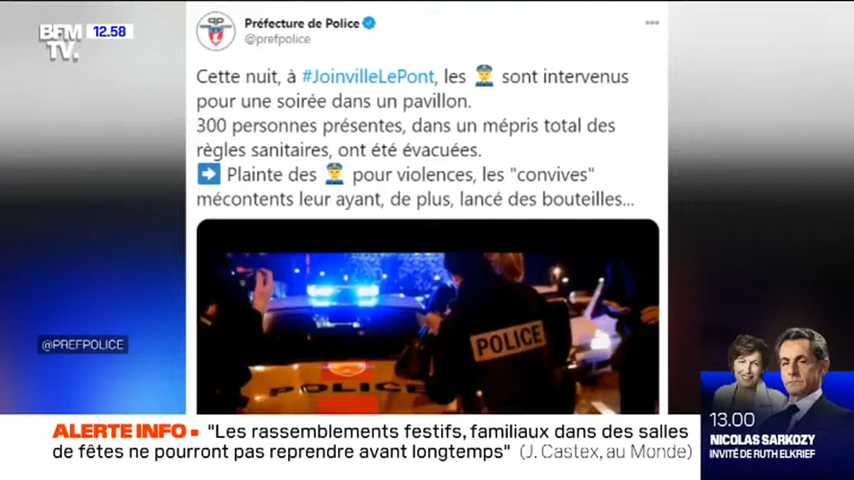 BFM
TV.
12.58
Préfecture de Police
@prefpolice
Cette nuit, à #JoinvilleLePont, les 👮 sont intervenus
pour une soirée dans un pavillon.
300 personnes présentes, dans un mépris total des
règles sanitaires, ont été évacuées.
➡️ Plainte des 👮 pour violences, les "convives"
mécontents leur ayant, de plus, lancé des bouteilles...
POLICE
POLICE
@PREFPOLICE
13.00
NICOLAS SARKOZY
INVITÉ DE RUTH ELKRIEF
ALERTE INFO "Les rassemblements festifs, familiaux dans des salles
de fêtes ne pourront pas reprendre avant longtemps" (J. Castex, au Monde)